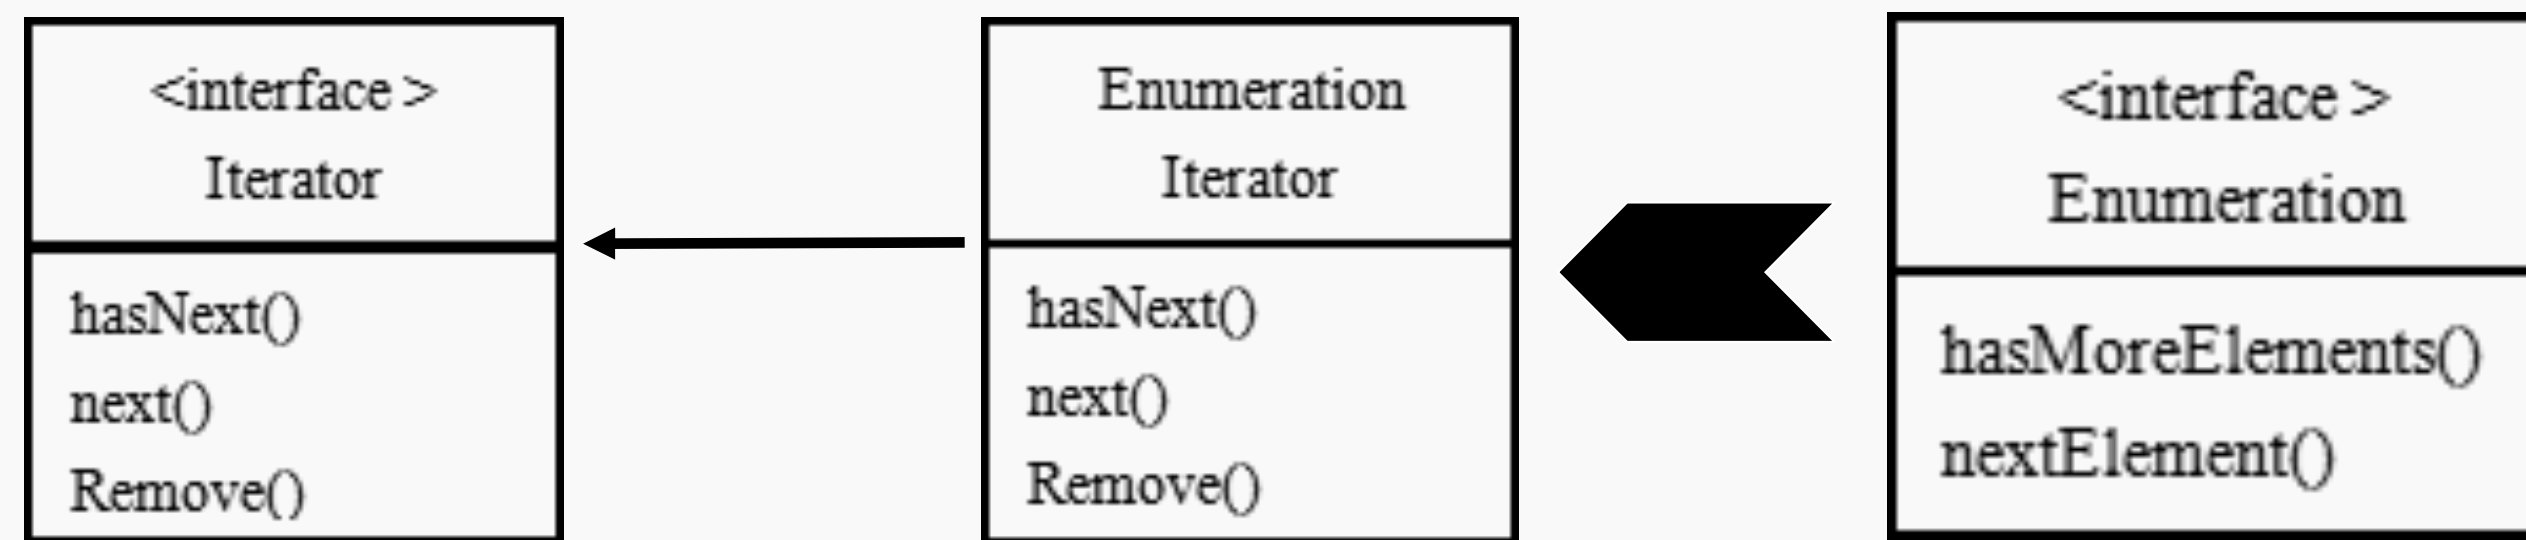 <interface >
Iterator
hasNext()
next()
Remove()
Enumeration
Iterator
hasNext()
next()
Remove()
<interface >
Enumeration
hasMoreElements()
nextElement()